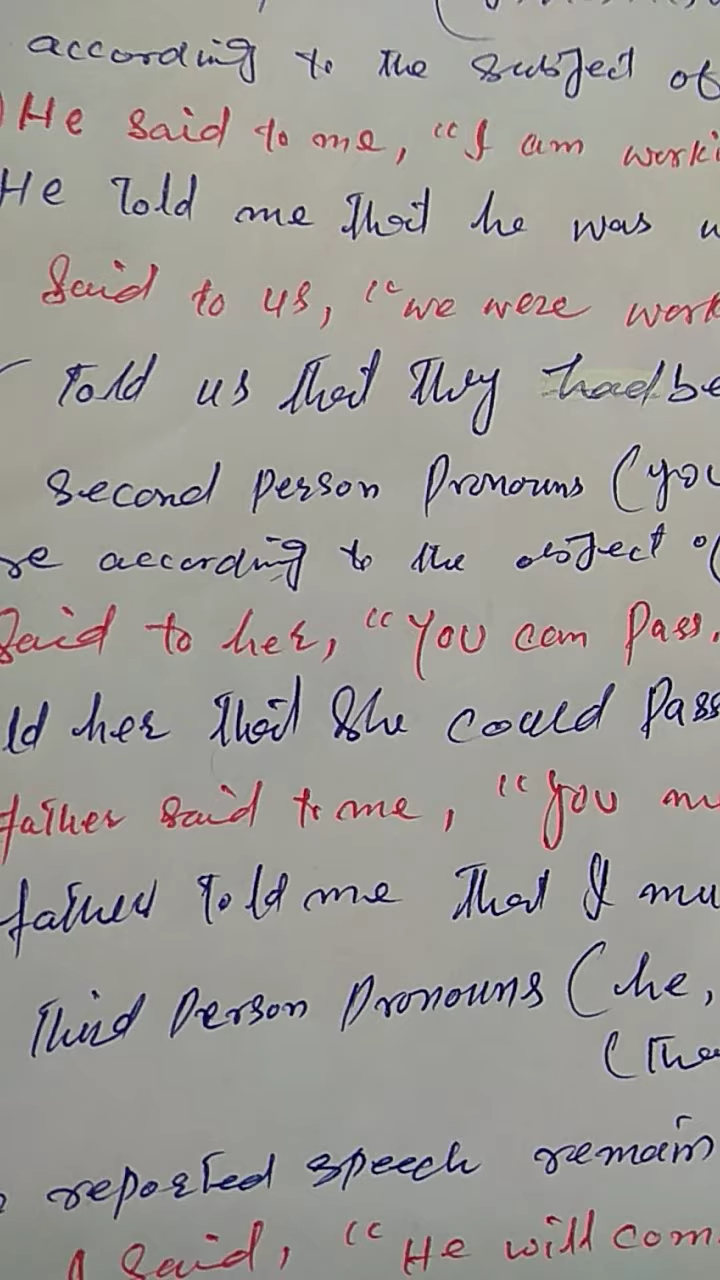 according to the subject of
He said to me, "I am worki
He Told me that he was w
Said to us, "we were work
Told us that They had be
Second Person Pronouns (you
se according to the object of
Said to her, "You can Pass.
ld her that She could Pass
father said to me, "You mu
father Told me That I mu
Third Person Pronouns (he,
(The
reported speech remain
I Said, "He will com